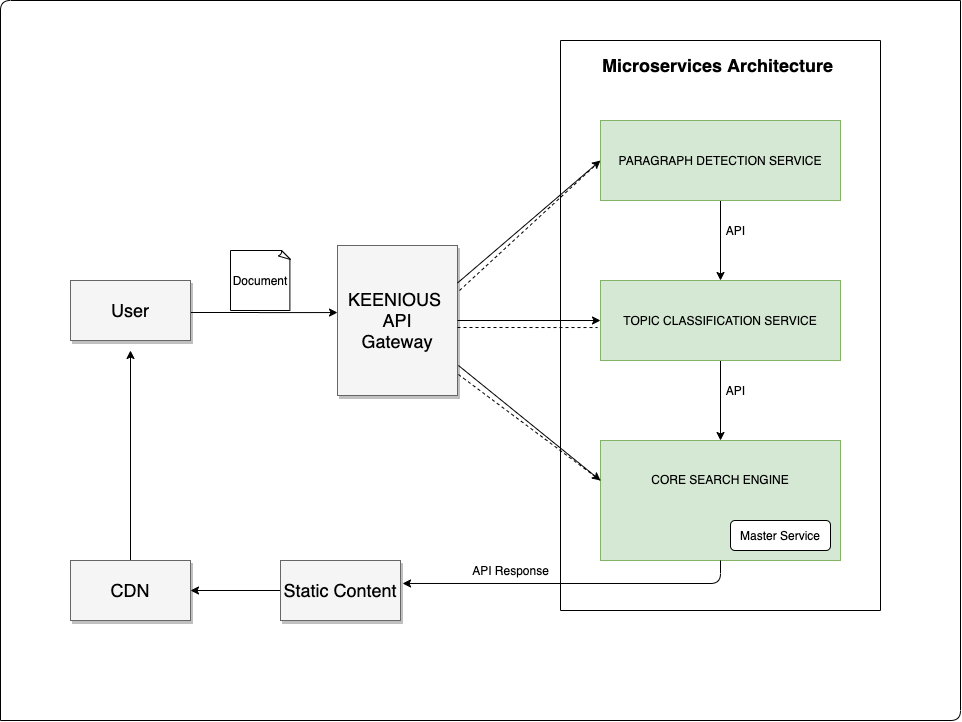 Microservices Architecture
PARAGRAPH DETECTION SERVICE
API
Document
User
KEENIOUS
API
Gateway
TOPIC CLASSIFICATION SERVICE
API
CORE SEARCH ENGINE
Master Service
API Response
CDN
Static Content